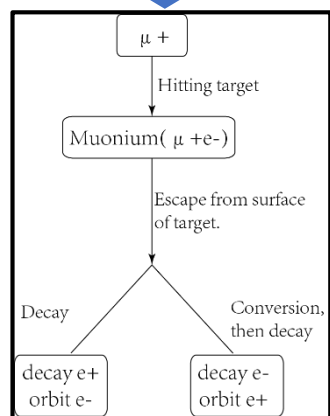 μ +
Hitting target
Muonium( μ +e-)
Escape from surface
of target.
Decay
Conversion,
then decay
decay e+
orbit e-
decay e-
orbit e+